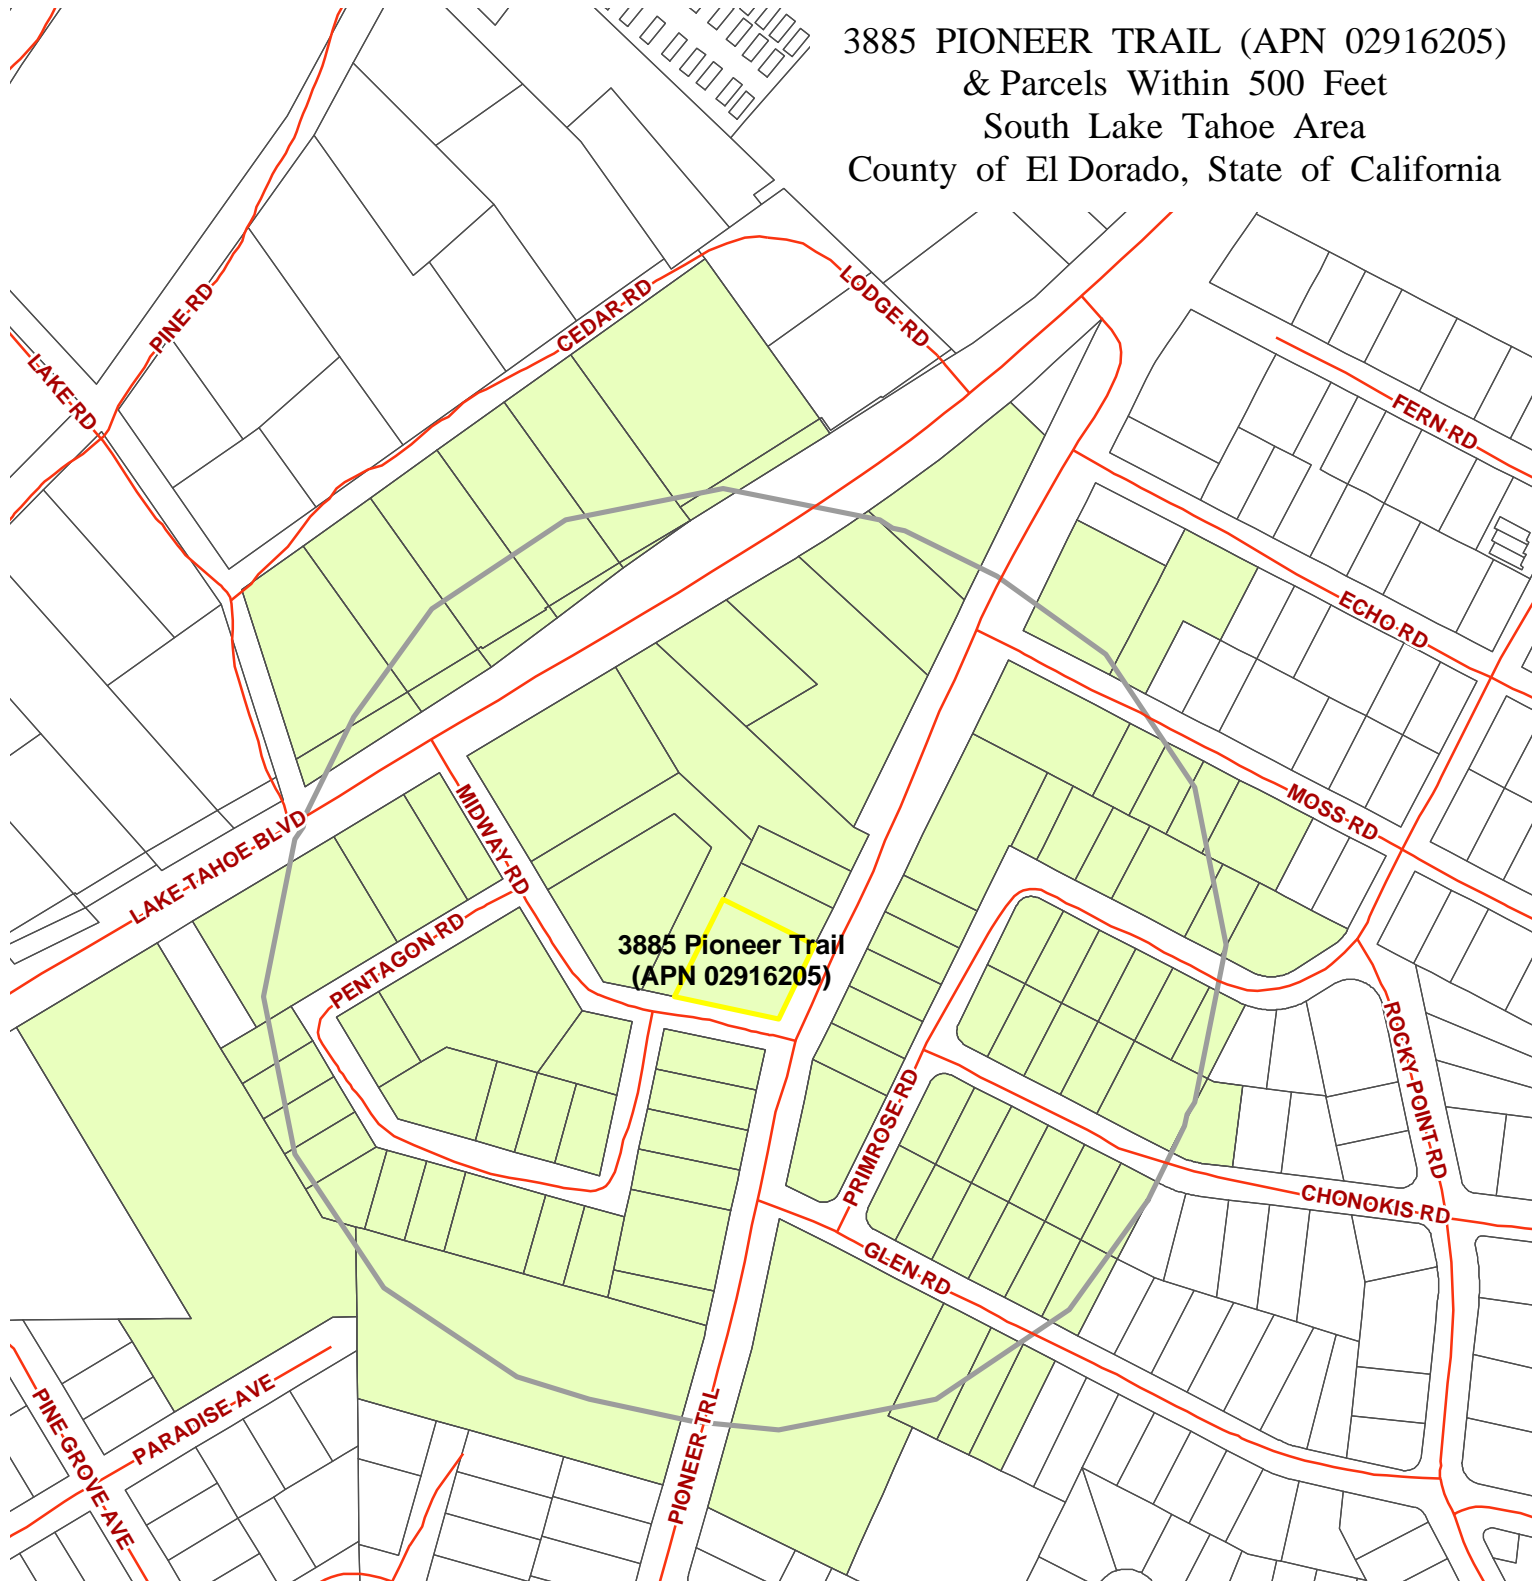 3885 PIONEER TRAIL (APN 02916205)
& Parcels Within 500 Feet
South Lake Tahoe Area
County of El Dorado, State of California
PINE RD
LAKE RD
CEDAR RD
LODGE RD
FERN RD
ECHO RD
MOSS RD
LAKE TAHOE BLVD
MIDWAY RD
PENTAGON RD
3885 Pioneer Trail
(APN 02916205)
PRIMROSE RD
ROCKY POINT RD
CHONOKIS RD
GLEN RD
PIONEER TRL
PARADISE AVE
PINE GROVE AVE